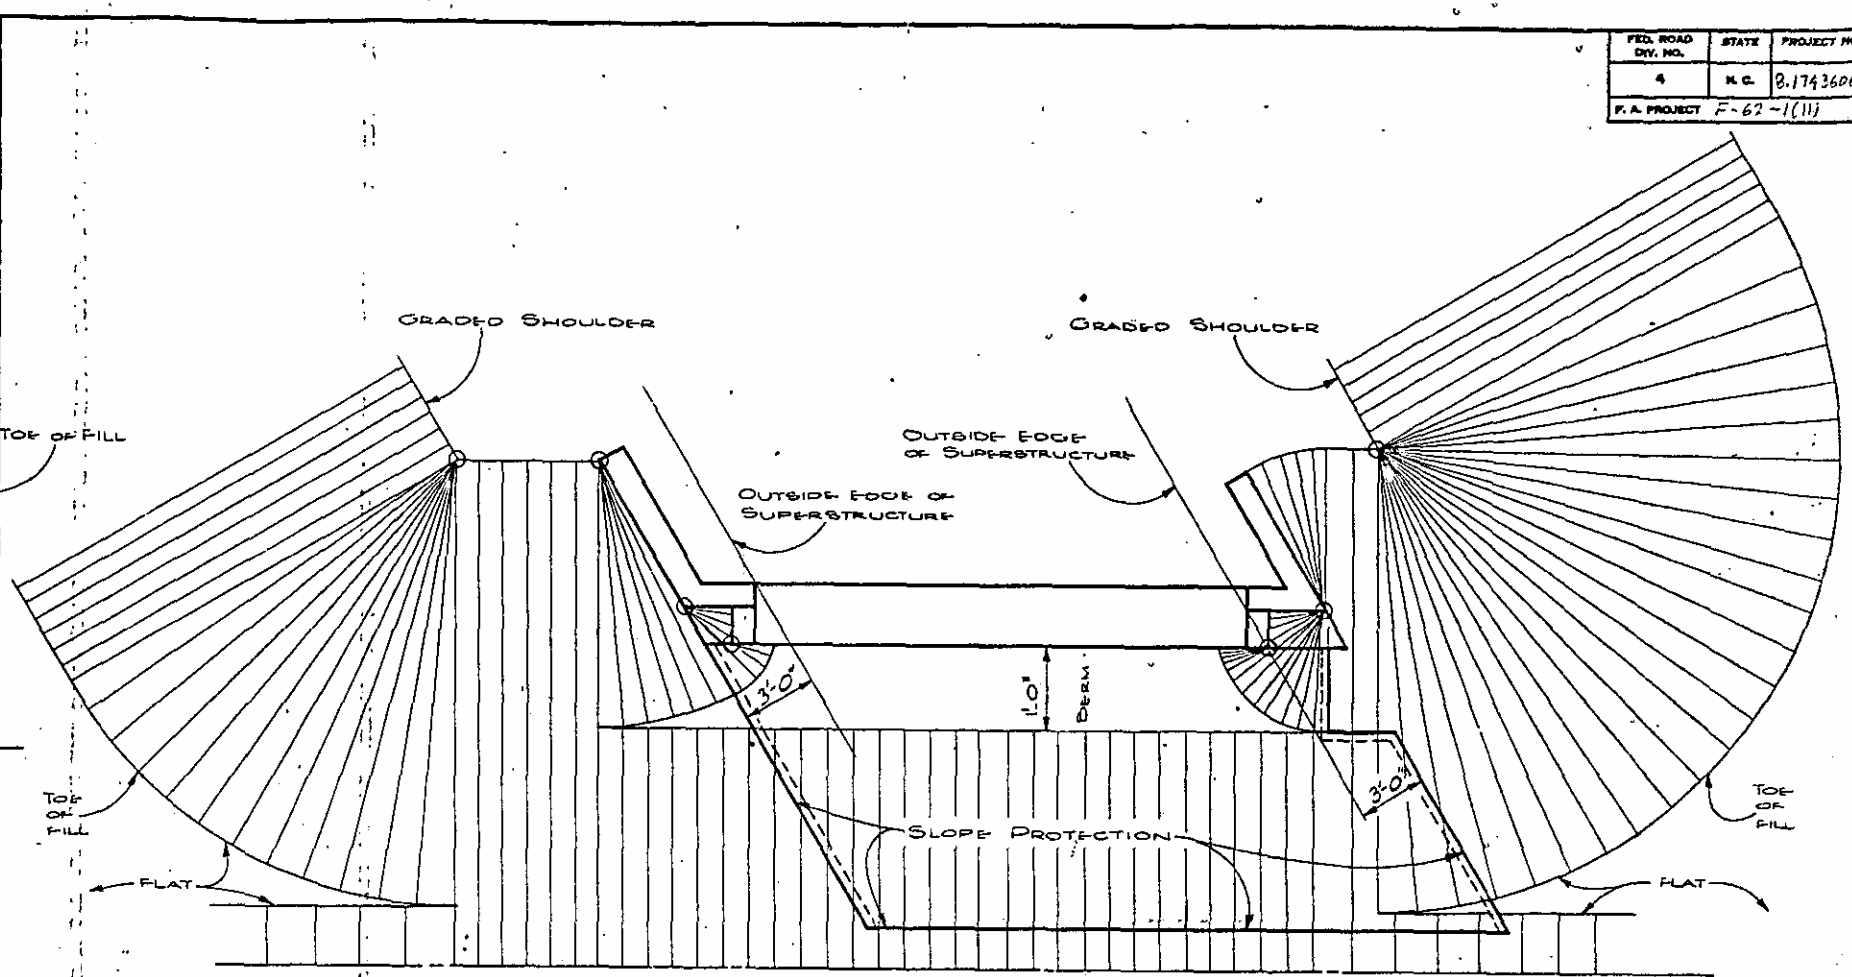 FED. ROAD DIV. NO.
STATE
4
N. C.
F. A. PROJECT F-62-1(11)
GRADED SHOULDER
GRADED SHOULDER
TOE OF FILL
OUTSIDE EDGE
OF SUPERSTRUCTURE
OUTSIDE EDGE OF
SUPERSTRUCTURE
3'-0"
1'-0"
BERM
3'-0"
TOE
OF
FILL
TOE
OF
FILL
SLOPE PROTECTION
FLAT
FLAT